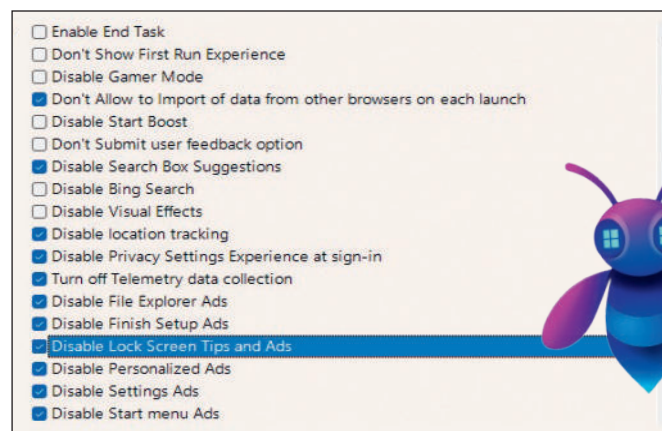 Enable End Task
Don't Show First Run Experience
Disable Gamer Mode
Don't Allow to Import of data from other browsers on each launch
Disable Start Boost
Don't Submit user feedback option
Disable Search Box Suggestions
Disable Bing Search
Disable Visual Effects
Disable location tracking
Disable Privacy Settings Experience at sign-in
Turn off Telemetry data collection
Disable File Explorer Ads
Disable Finish Setup Ads
Disable Lock Screen Tips and Ads
Disable Personalized Ads
Disable Settings Ads
Disable Start menu Ads